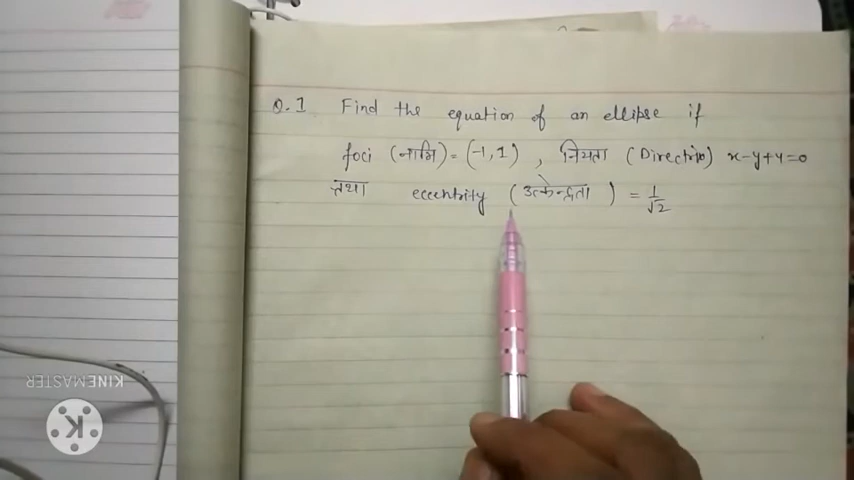 Q.1 Find the equation of an ellipse if
foci (नाभि) = (-1, 1) , नियता (Directrix) x-y+4=0
तथा eccentrity (उत्केन्द्रता) = 1/√2
KINEMASTER